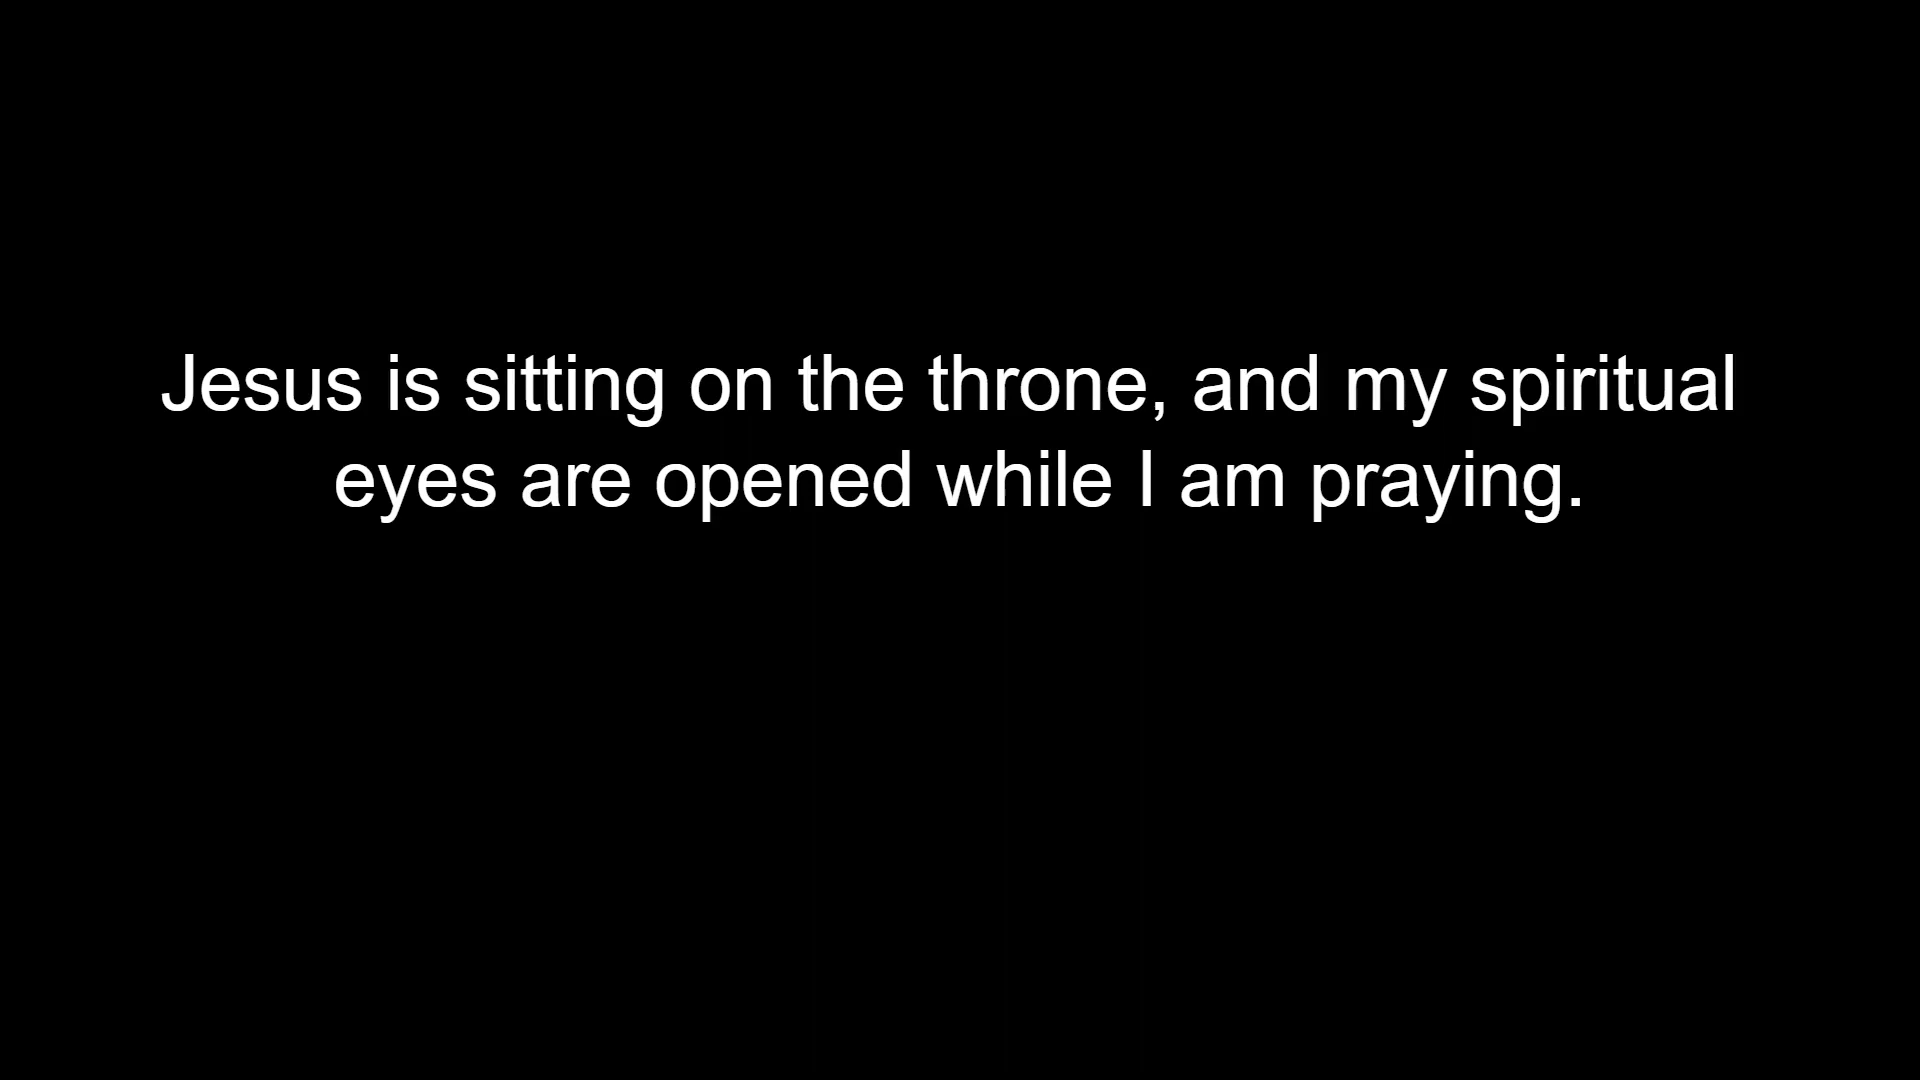 Jesus is sitting on the throne, and my spiritual
eyes are opened while I am praying.